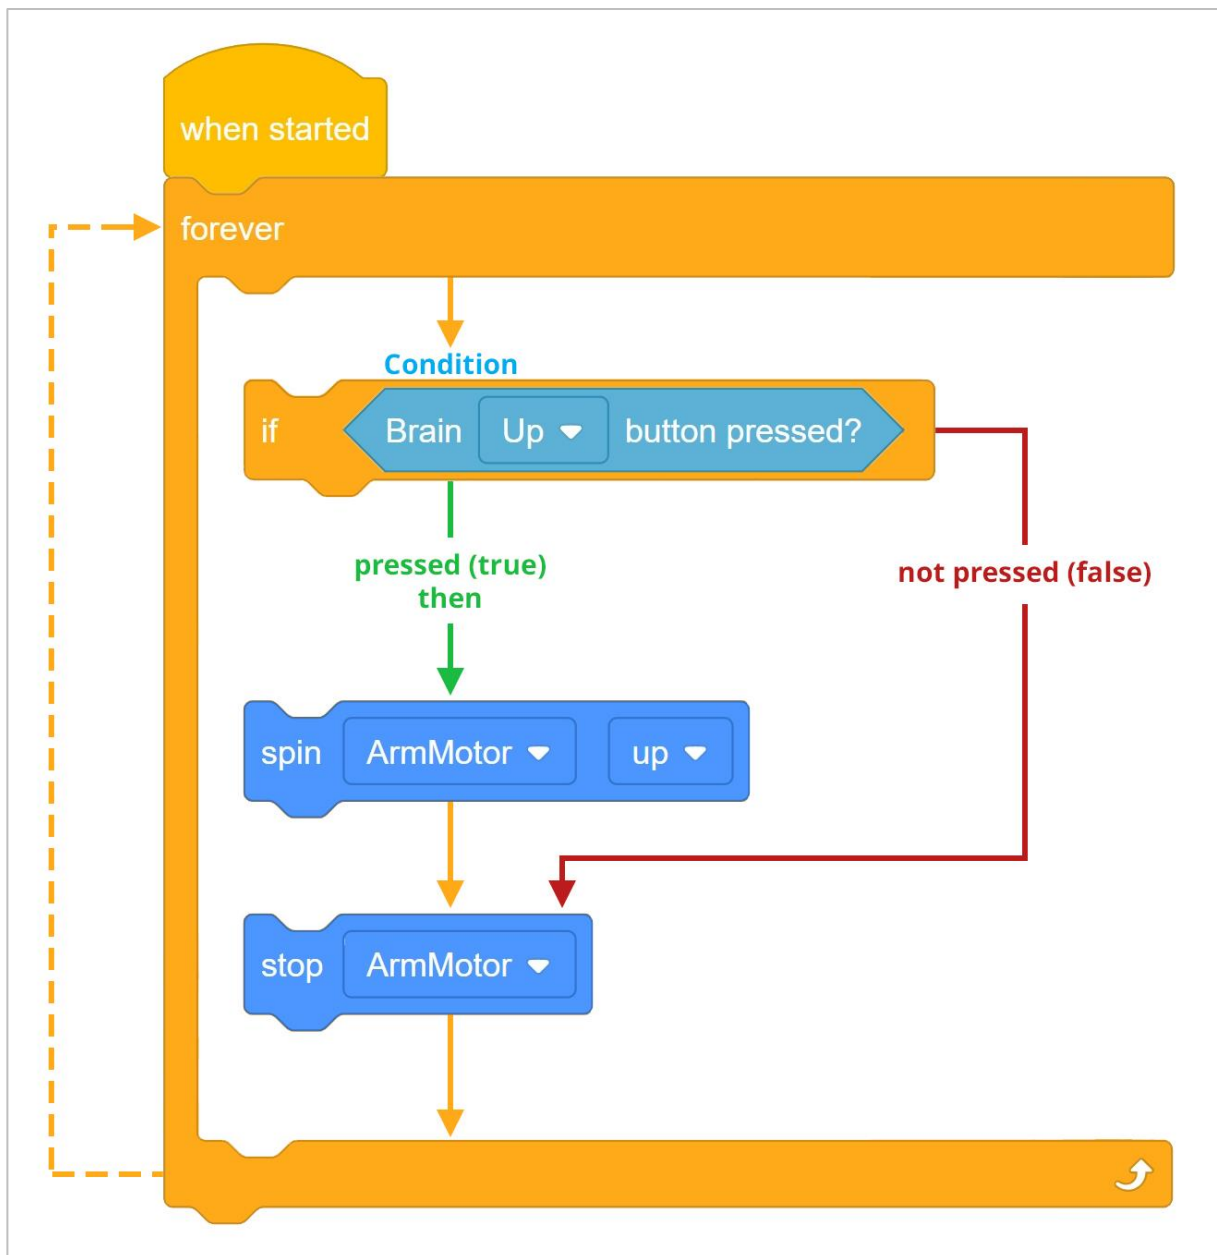 when started
forever
Condition
if Brain Up button pressed?
pressed (true)
then
not pressed (false)
spin ArmMotor up
stop ArmMotor